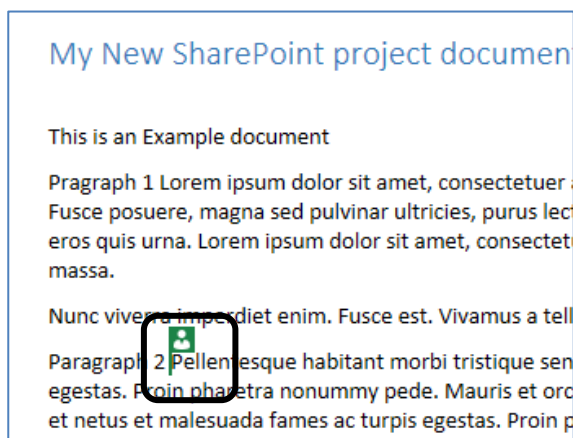 My New SharePoint project documen
This is an Example document
Pragraph 1 Lorem ipsum dolor sit amet, consectetuer
Fusce posuere, magna sed pulvinar ultricies, purus lect
eros quis urna. Lorem ipsum dolor sit amet, consectetu
massa.
Nunc viverra imperdiet enim. Fusce est. Vivamus a tell
Paragraph 2 Pellentesque habitant morbi tristique sen
egestas. Proin pharetra nonummy pede. Mauris et orc
et netus et malesuada fames ac turpis egestas. Proin p